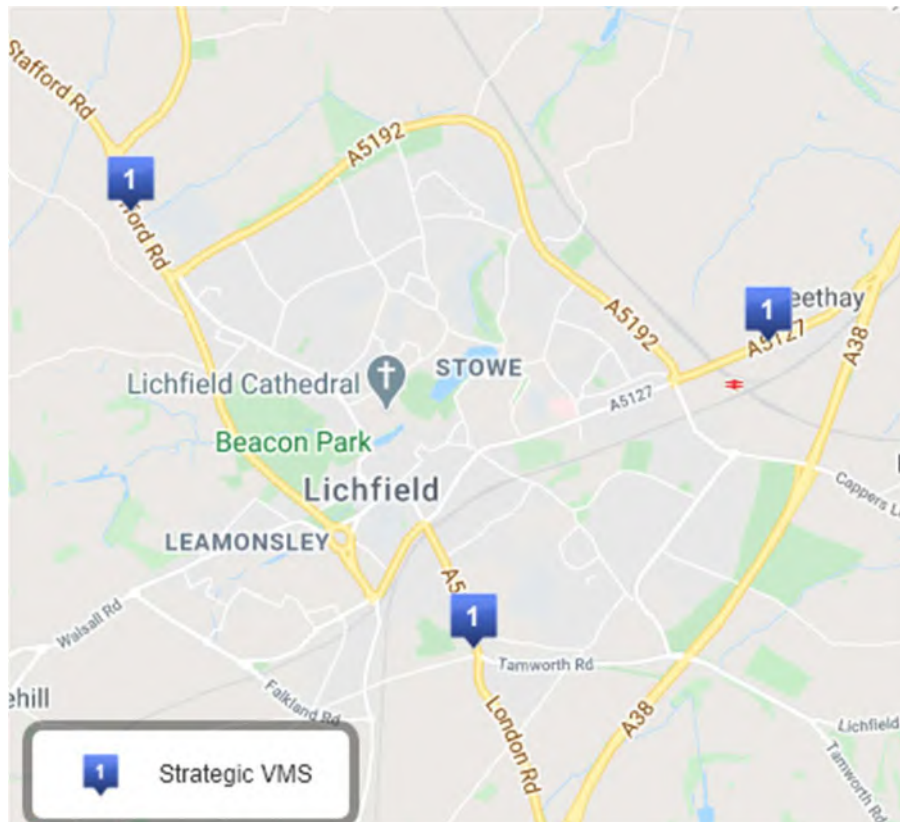 Stafford Rd
A5192
1
ford Rd
A5192
1
eethay
A5127
A38
Lichfield Cathedral
STOWE
A5127
Beacon Park
Lichfield
Cappers L
LEAMONSLEY
A5
1
Walsall Rd
Tamworth Rd
Falkland Rd
ehill
London Rd
A38
Lichfield
Tamworth Rd
1 Strategic VMS